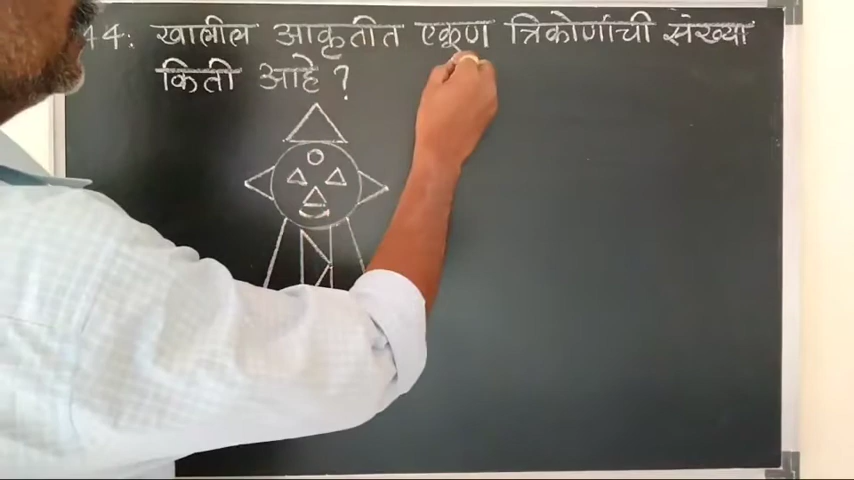 44. खालील आकृतीत एकूण त्रिकोणांची संख्या
किती आहे ?